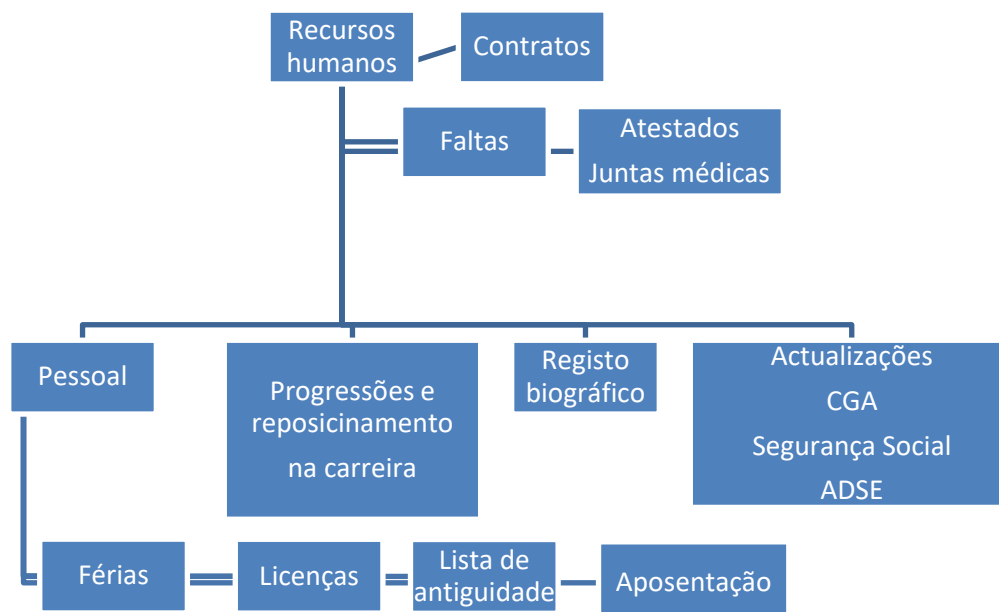 Recursos
humanos
Contratos
Faltas
Atestados
Juntas médicas
Pessoal
Progressões e
reposicinamento
na carreira
Registo
biográfico
Actualizações
CGA
Segurança Social
ADSE
Férias
Licenças
Lista de
antiguidade
Aposentação